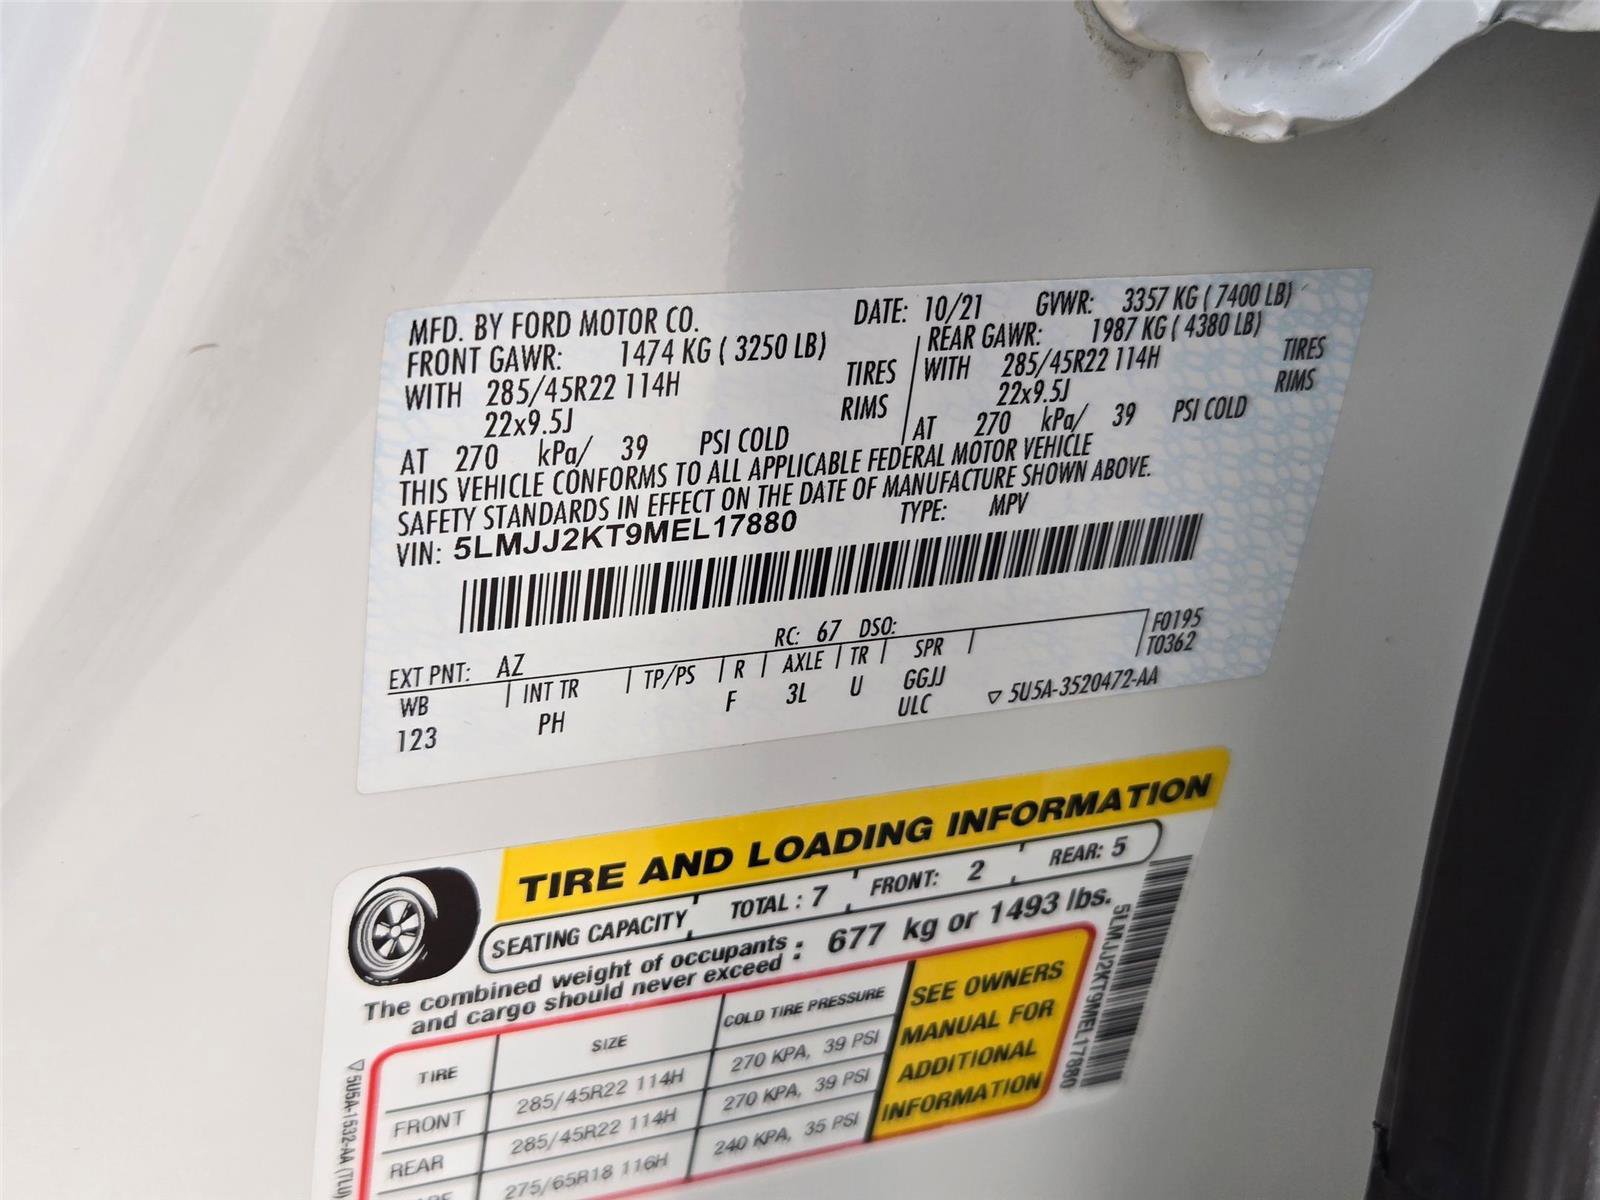 MFD. BY FORD MOTOR CO. DATE: 10/21 GVWR: 3357 KG ( 7400 LB)
FRONT GAWR: 1474 KG ( 3250 LB) REAR GAWR: 1987 KG ( 4380 LB)
WITH 285/45R22 114H TIRES WITH 285/45R22 114H TIRES
22x9.5J RIMS 22x9.5J RIMS
AT 270 kPa/ 39 PSI COLD AT 270 kPa/ 39 PSI COLD
THIS VEHICLE CONFORMS TO ALL APPLICABLE FEDERAL MOTOR VEHICLE
SAFETY STANDARDS IN EFFECT ON THE DATE OF MANUFACTURE SHOWN ABOVE.
VIN: 5LMJJ2KT9MEL17880 TYPE: MPV
EXT PNT: AZ RC: 67 DSO: F0195
WB INT TR TP/PS R AXLE TR SPR T0362
123 PH F 3L U GGJJ
ULC ▽ 5U5A-3520472-AA
TIRE AND LOADING INFORMATION
SEATING CAPACITY TOTAL : 7 FRONT: 2 REAR: 5
The combined weight of occupants and cargo should never exceed : 677 kg or 1493 lbs.
TIRE SIZE COLD TIRE PRESSURE
FRONT 285/45R22 114H 270 KPA, 39 PSI
REAR 285/45R22 114H 270 KPA, 39 PSI
275/65R18 116H 240 KPA, 35 PSI
SEE OWNERS
MANUAL FOR
ADDITIONAL
INFORMATION
5LMJJ2KT9MEL17880
▽ 5U5A-1532-AA (TLU)